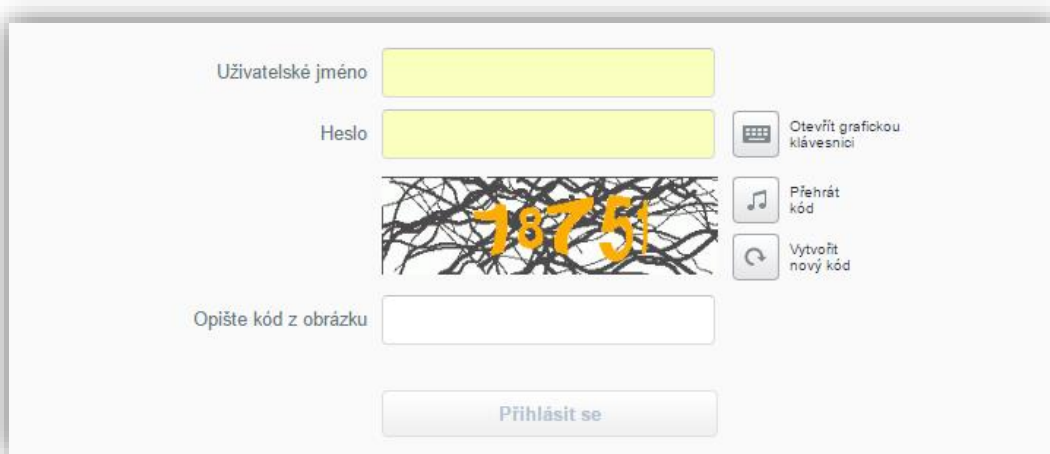 Uživatelské jméno
Heslo
Otevřít grafickou
klávesnici
Přehrát
kód
Vytvořit
nový kód
Opište kód z obrázku
Přihlásit se